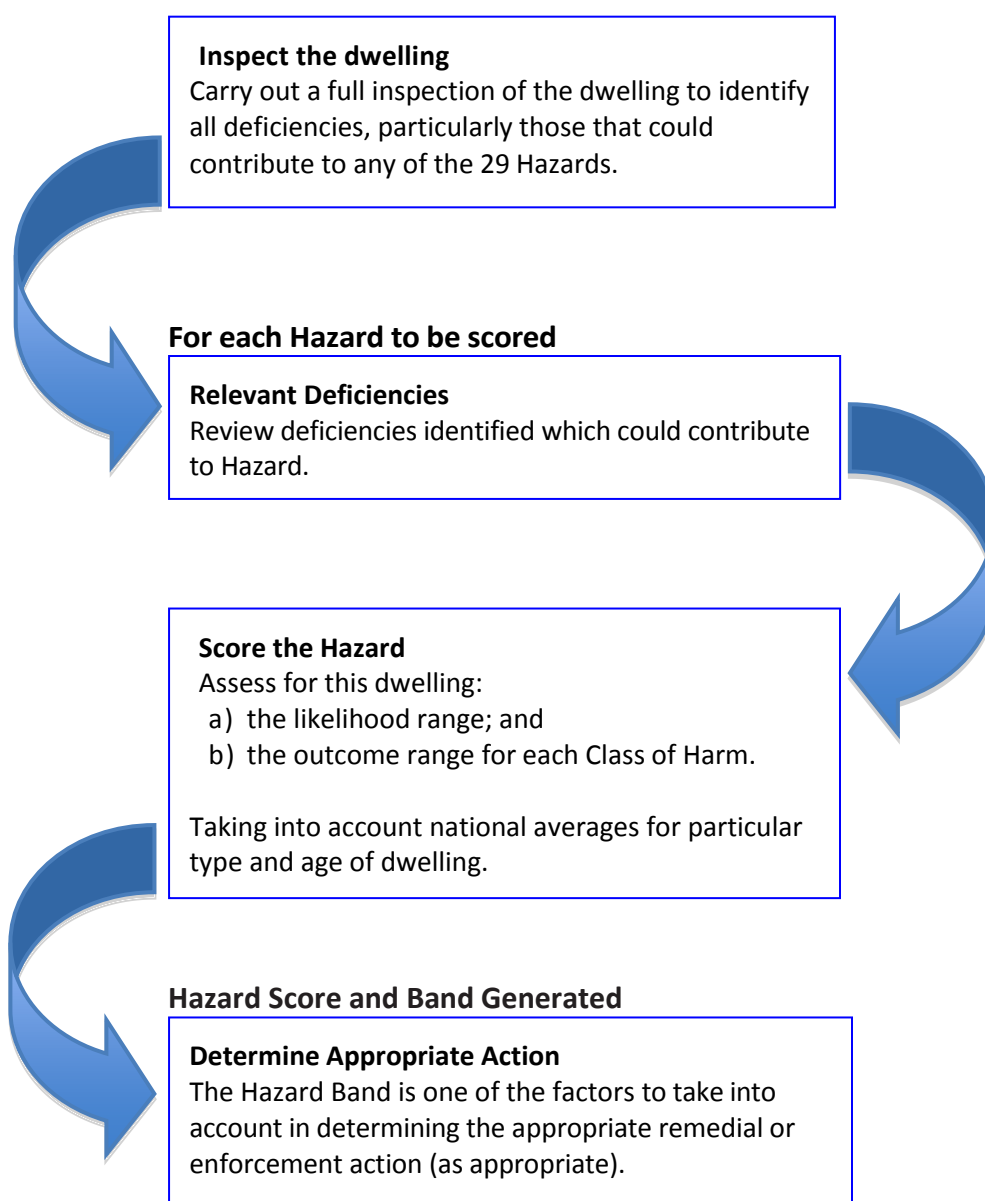 Inspect the dwelling
Carry out a full inspection of the dwelling to identify
all deficiencies, particularly those that could
contribute to any of the 29 Hazards.
For each Hazard to be scored
Relevant Deficiencies
Review deficiencies identified which could contribute
to Hazard.
Score the Hazard
Assess for this dwelling:
a) the likelihood range; and
b) the outcome range for each Class of Harm.
Taking into account national averages for particular
type and age of dwelling.
Hazard Score and Band Generated
Determine Appropriate Action
The Hazard Band is one of the factors to take into
account in determining the appropriate remedial or
enforcement action (as appropriate).